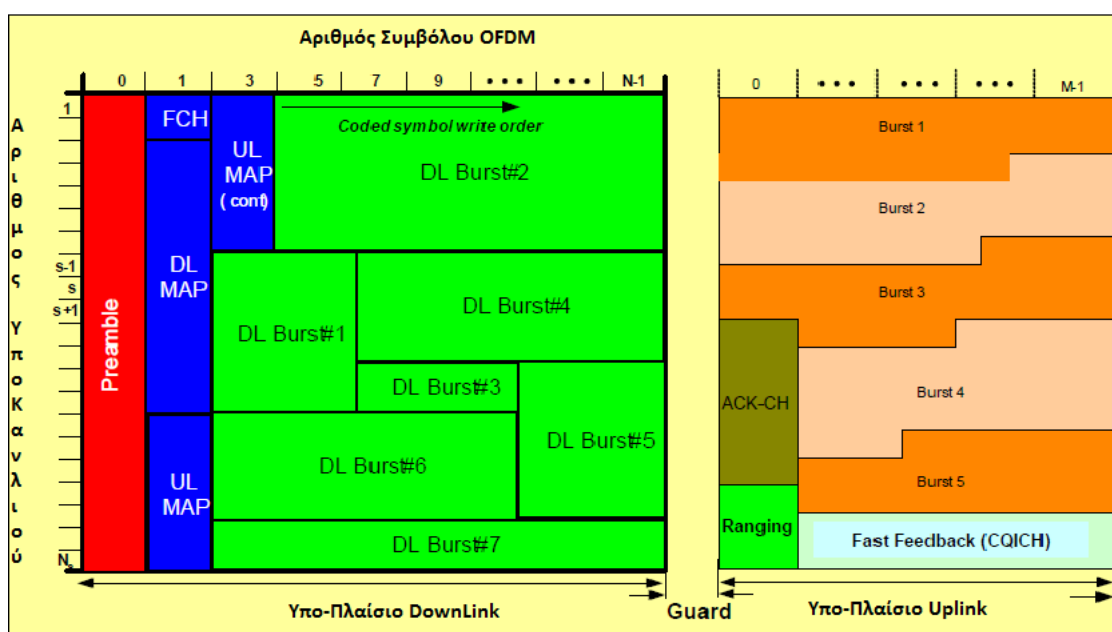 Αριθμός Συμβόλου OFDM
0 1 3 5 7 9 ••• ••• N-1
0 ••• ••• ••• M-1
Αριθμος Υποκαναλιού
1
s-1
s
s+1
Preamble
FCH
DL
MAP
UL
MAP
UL
MAP
( cont)
Coded symbol write order
DL Burst#2
DL Burst#1
DL Burst#4
DL Burst#3
DL Burst#5
DL Burst#6
DL Burst#7
Burst 1
Burst 2
Burst 3
ACK-CH
Burst 4
Burst 5
Ranging
Fast Feedback (CQICH)
Υπο-Πλαίσιο DownLink
Guard
Υπο-Πλαίσιο Uplink